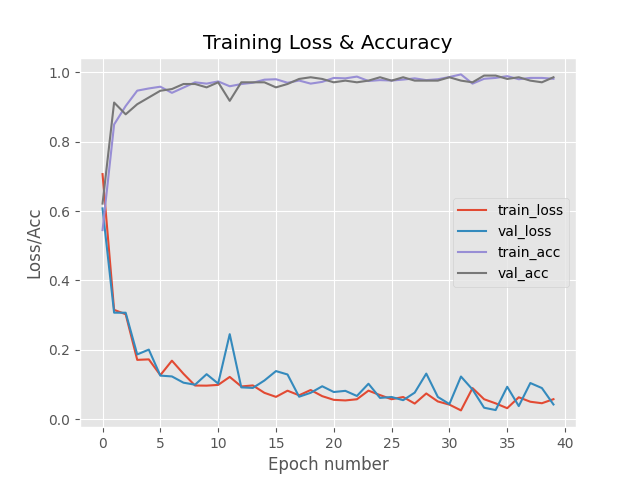 Training Loss & Accuracy
1.0
0.8
0.6
0.4
0.2
0.0
Loss/Acc
train_loss
val_loss
train_acc
val_acc
0 5 10 15 20 25 30 35 40
Epoch number